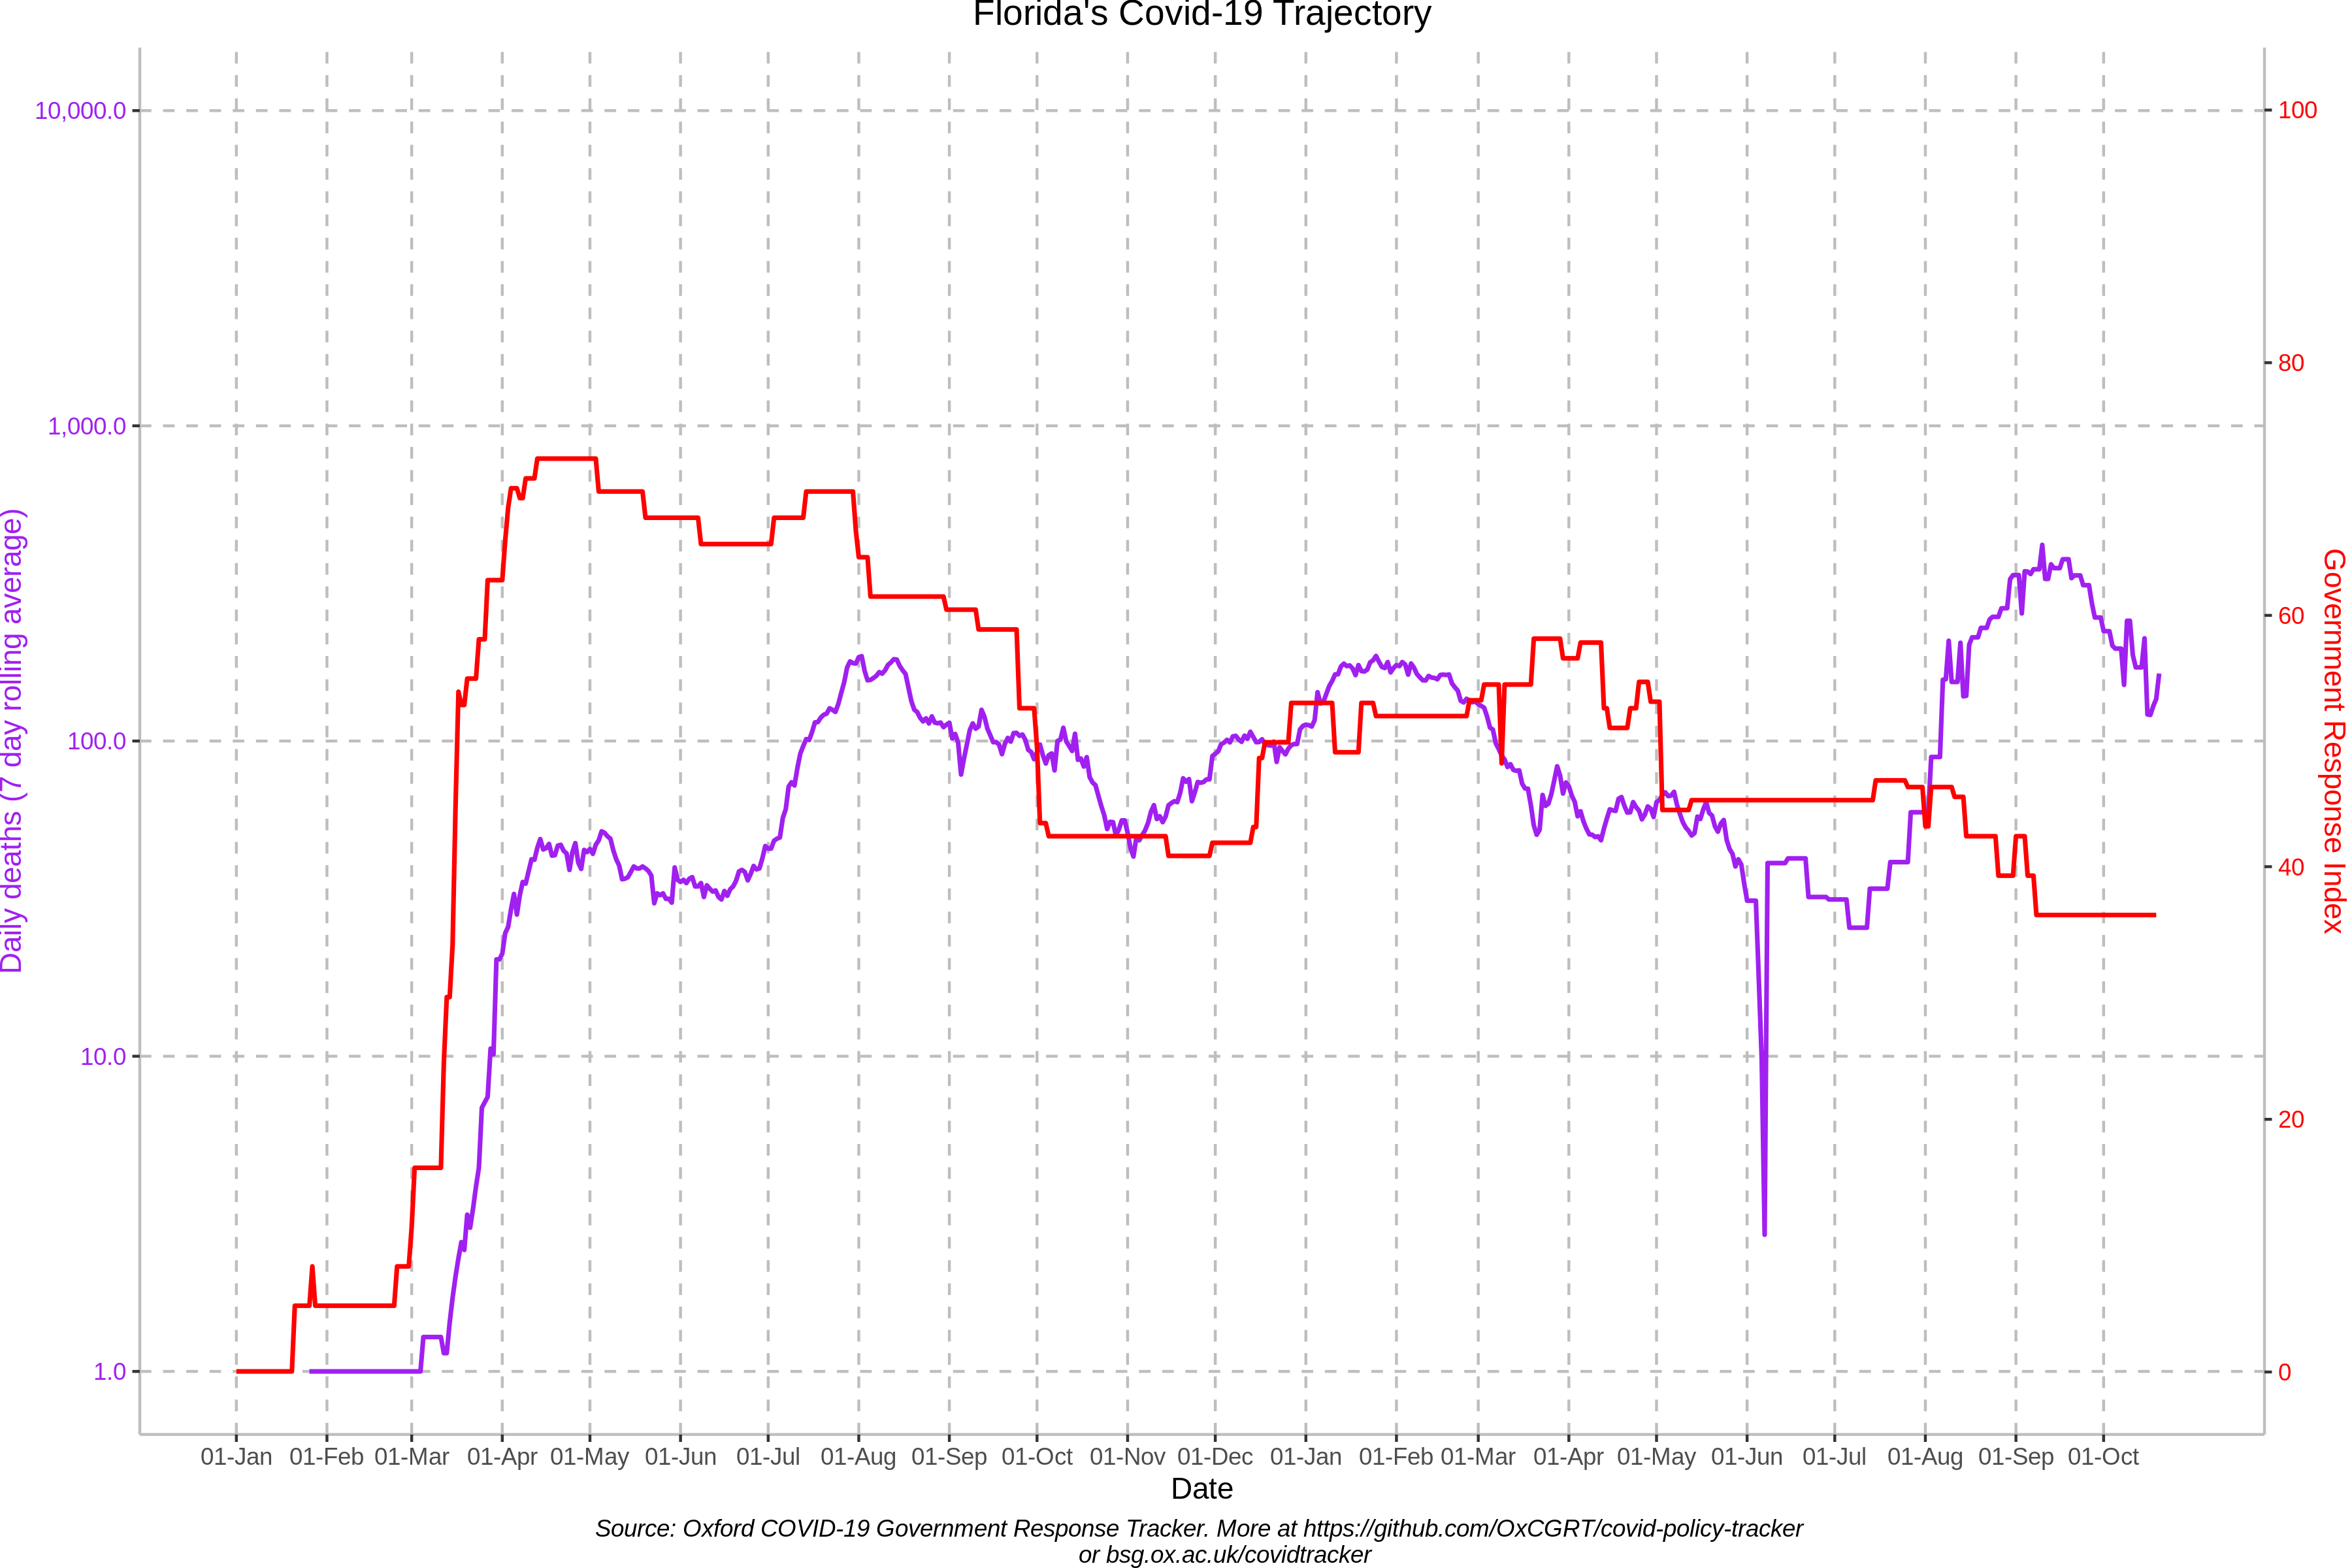 Florida's Covid-19 Trajectory
10,000.0
1,000.0
100.0
10.0
1.0
Daily deaths (7 day rolling average)
100
80
60
40
20
0
Government Response Index
01-Jan 01-Feb 01-Mar 01-Apr 01-May 01-Jun 01-Jul 01-Aug 01-Sep 01-Oct 01-Nov 01-Dec 01-Jan 01-Feb 01-Mar 01-Apr 01-May 01-Jun 01-Jul 01-Aug 01-Sep 01-Oct
Date
Source: Oxford COVID-19 Government Response Tracker. More at https://github.com/OxCGRT/covid-policy-tracker
or bsg.ox.ac.uk/covidtracker